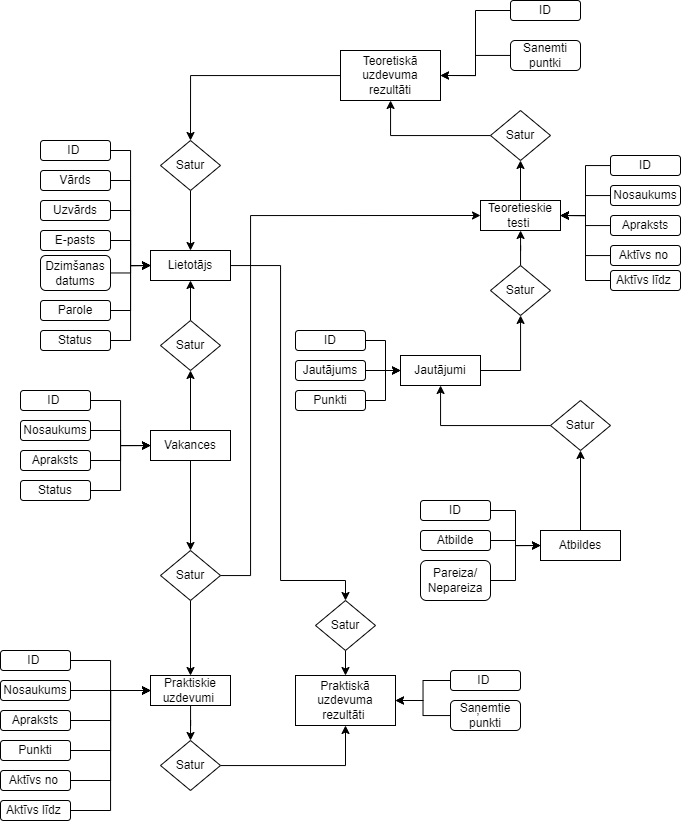 ID
Saņemti
puntki
Teoretiskā
uzdevuma
rezultāti
Satur
Satur
ID
Vārds
Uzvārds
E-pasts
Dzimšanas
datums
Parole
Status
Lietotājs
Teoretieskie
testi
ID
Nosaukums
Apraksts
Aktīvs no
Aktīvs līdz
Satur
Satur
ID
Jautājums
Punkti
Jautājumi
ID
Nosaukums
Apraksts
Status
Vakances
Satur
ID
Atbilde
Pareiza/
Nepareiza
Atbildes
Satur
Satur
ID
Nosaukums
Apraksts
Punkti
Aktīvs no
Aktīvs līdz
Praktiskie
uzdevumi
Praktiskā
uzdevuma
rezultāti
ID
Saņemtie
punkti
Satur